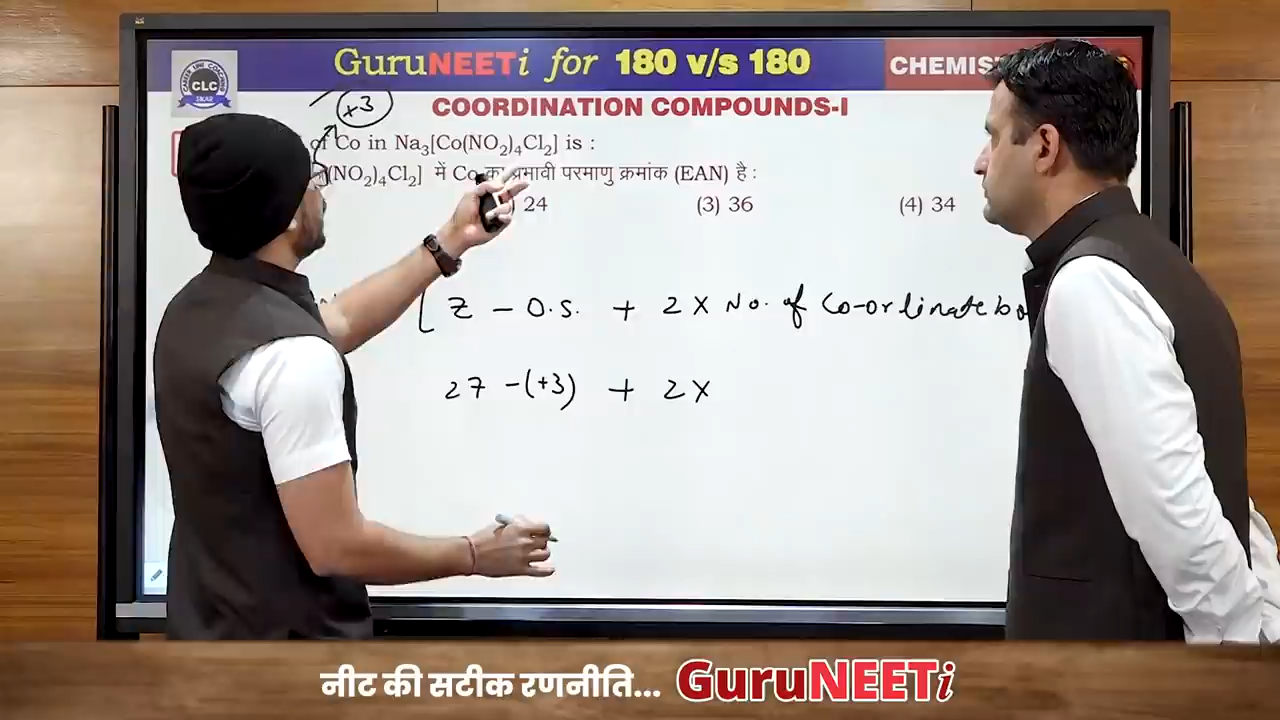 GuruNEETi for 180 v/s 180
CLC
SIKAR
+3
COORDINATION COMPOUNDS-I
of Co in Na₃[Co(NO₂)₄Cl₂] is :
(NO₂)₄Cl₂] में Co का प्रभावी परमाणु क्रमांक (EAN) है :
24 (3) 36 (4) 34
[ Z - O.S. + 2 X No. of Co-ordinate
27 -(+3) + 2 X
नीट की सटीक रणनीति... GuruNEETi